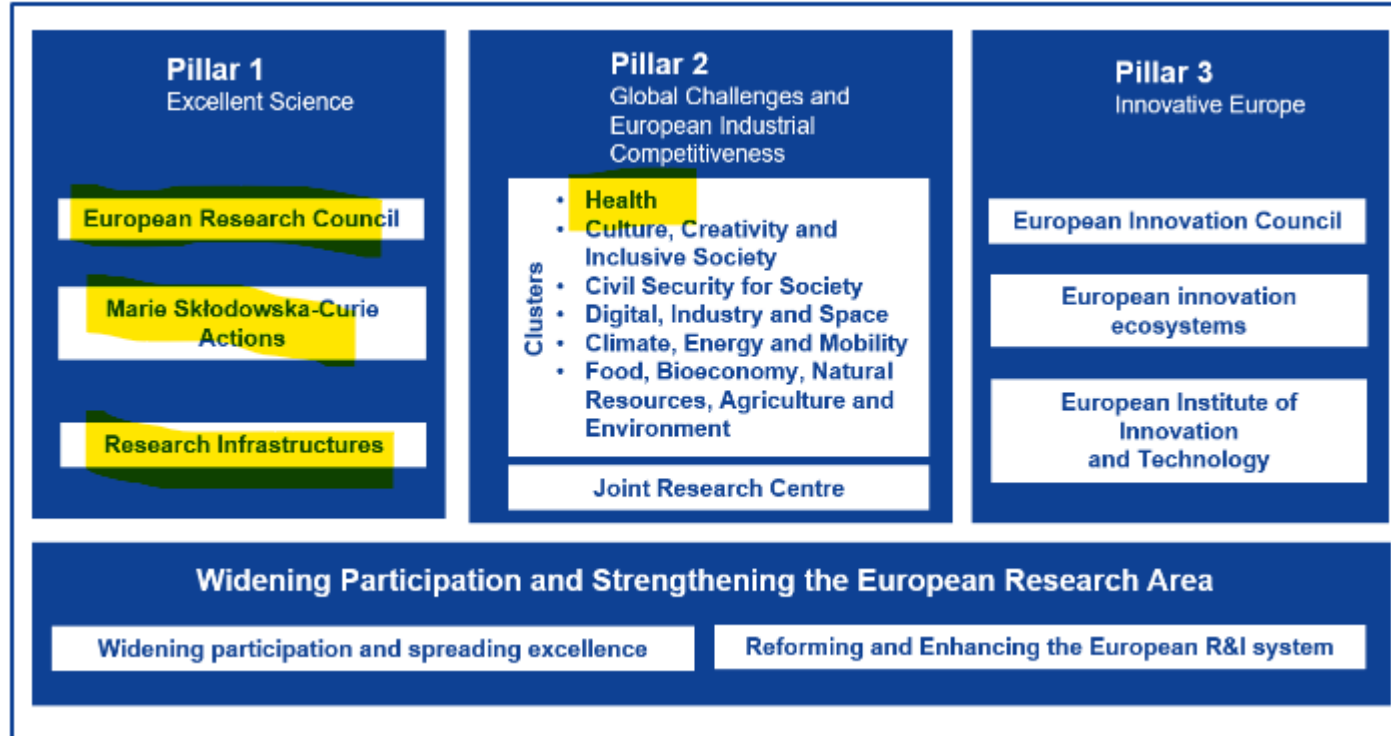 Pillar 1
Excellent Science
European Research Council
Marie Skłodowska-Curie
Actions
Research Infrastructures
Pillar 2
Global Challenges and
European Industrial
Competitiveness
Clusters
• Health
• Culture, Creativity and
Inclusive Society
• Civil Security for Society
• Digital, Industry and Space
• Climate, Energy and Mobility
• Food, Bioeconomy, Natural
Resources, Agriculture and
Environment
Joint Research Centre
Pillar 3
Innovative Europe
European Innovation Council
European innovation
ecosystems
European Institute of
Innovation
and Technology
Widening Participation and Strengthening the European Research Area
Widening participation and spreading excellence
Reforming and Enhancing the European R&I system